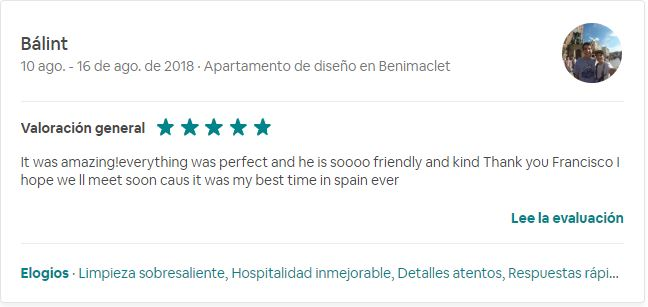 Bálint
10 ago. - 16 de ago. de 2018 · Apartamento de diseño en Benimaclet
Valoración general
It was amazing!everything was perfect and he is soooo friendly and kind Thank you Francisco I
hope we ll meet soon caus it was my best time in spain ever
Lee la evaluación
Elogios · Limpieza sobresaliente, Hospitalidad inmejorable, Detalles atentos, Respuestas rápi...